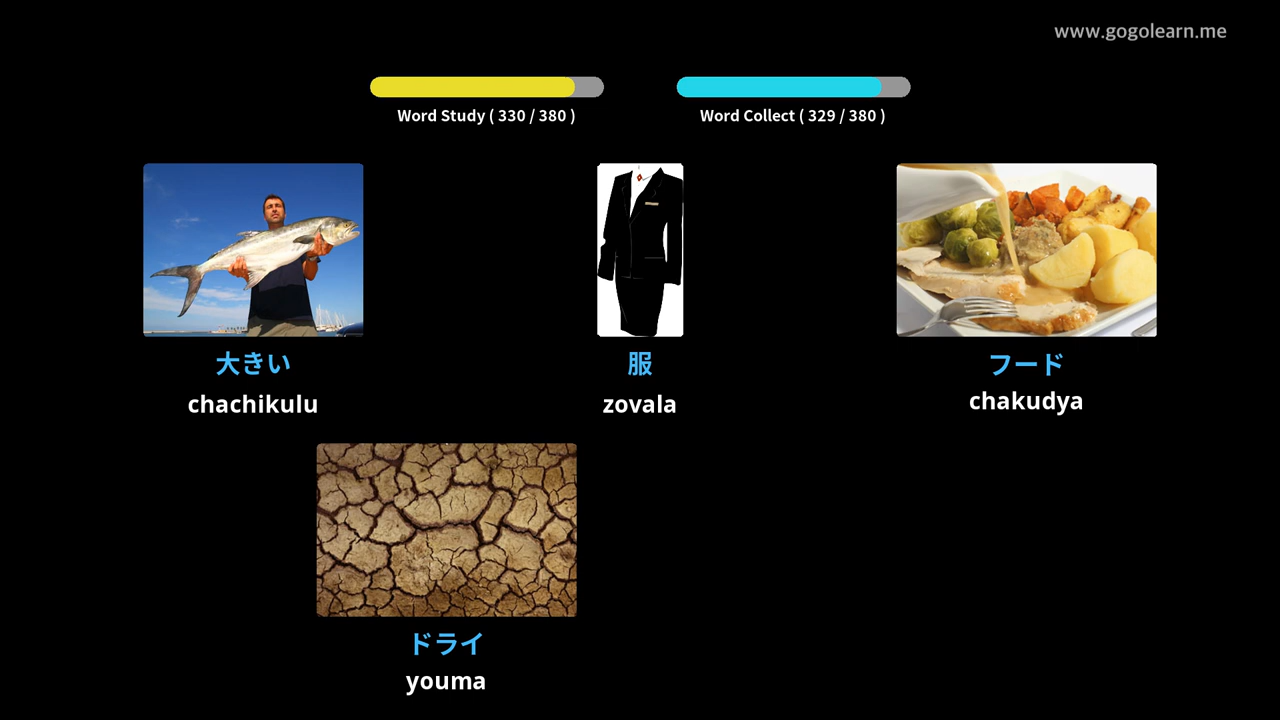 www.gogolearn.me
Word Study ( 330 / 380 )
Word Collect ( 329 / 380 )
大きい
chachikulu
服
zovala
フード
chakudya
ドライ
youma